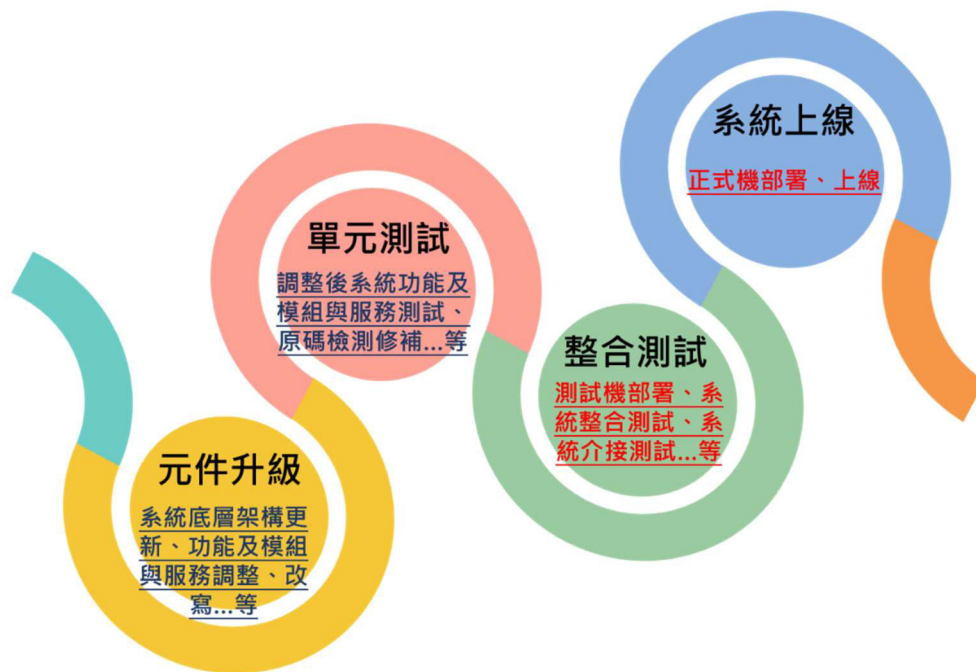 系統上線
正式機部署、上線
單元測試
調整後系統功能及
模組與服務測試、
原碼檢測修補...等
整合測試
測試機部署、系
統整合測試、系
統介接測試...等
元件升級
系統底層架構更
新、功能及模組
與服務調整、改
寫...等